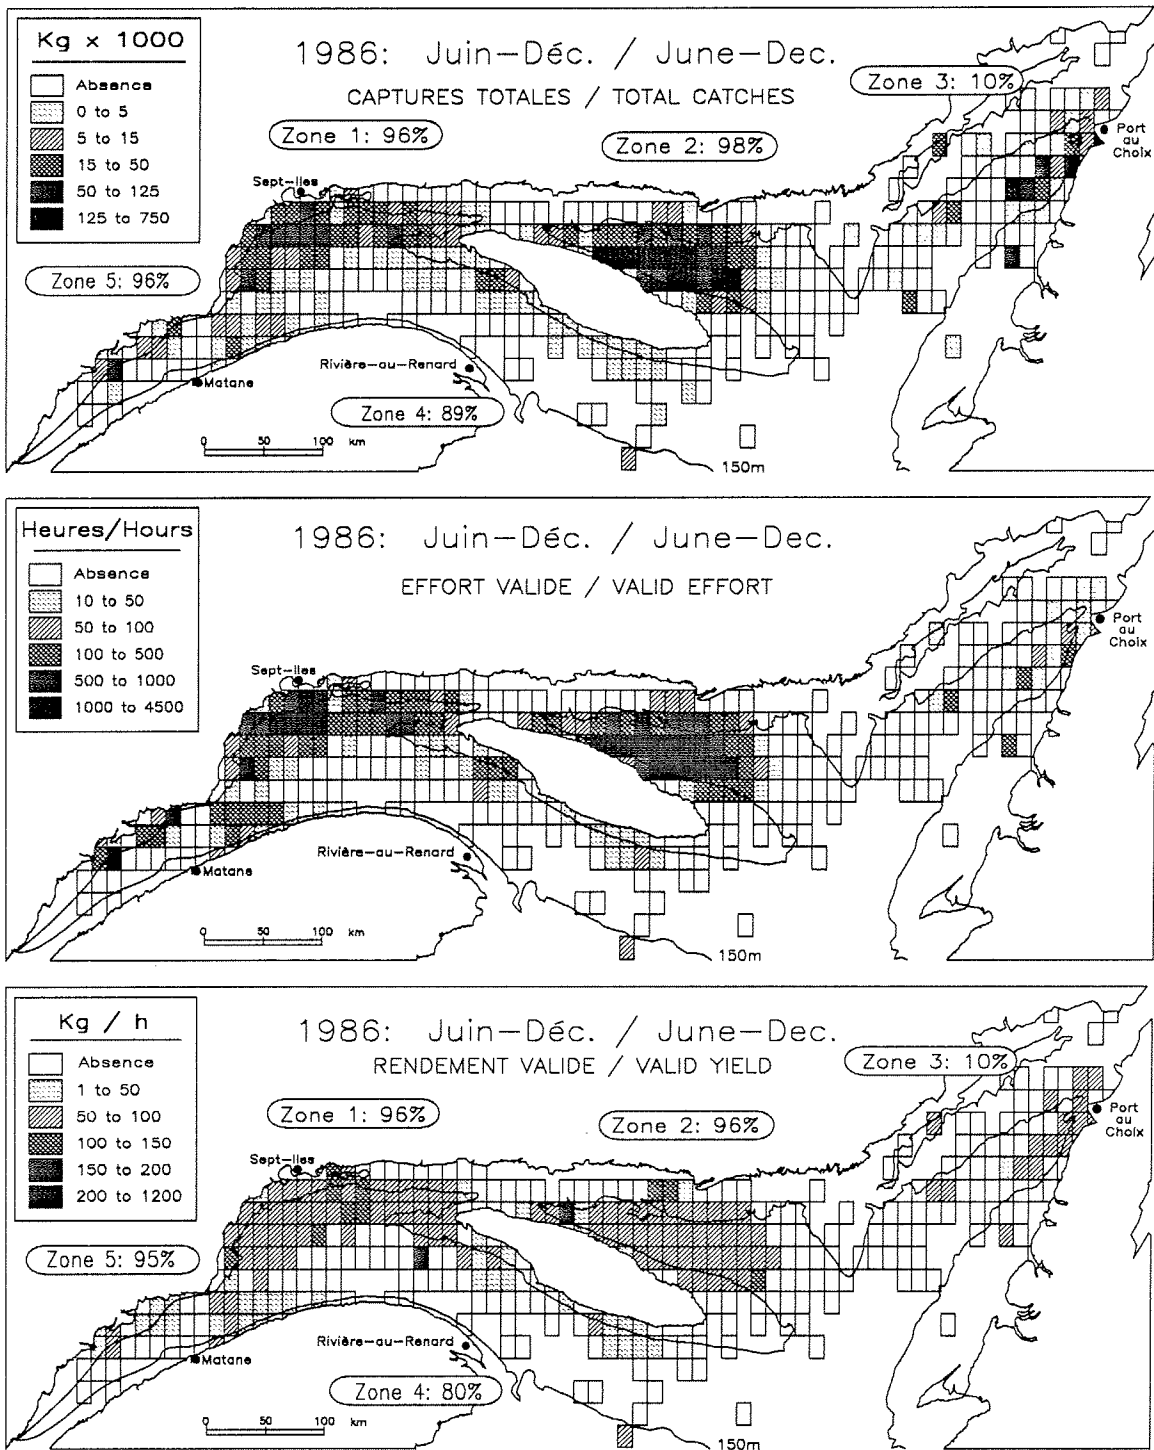 Kg x 1000
Absence
0 to 5
5 to 15
15 to 50
50 to 125
125 to 750
1986: Juin-Déc. / June-Dec.
CAPTURES TOTALES / TOTAL CATCHES
Zone 3: 10%
Zone 1: 96%
Zone 2: 98%
Port
au
Choix
Sept-Iles
Zone 5: 96%
Rivière-au-Renard
Matane
Zone 4: 89%
0 50 100 km
150m
Heures/Hours
Absence
10 to 50
50 to 100
100 to 500
500 to 1000
1000 to 4500
1986: Juin-Déc. / June-Dec.
EFFORT VALIDE / VALID EFFORT
Port
au
Choix
Sept-Iles
Rivière-au-Renard
Matane
0 50 100 km
150m
Kg / h
Absence
1 to 50
50 to 100
100 to 150
150 to 200
200 to 1200
1986: Juin-Déc. / June-Dec.
RENDEMENT VALIDE / VALID YIELD
Zone 3: 10%
Zone 1: 96%
Zone 2: 96%
Port
au
Choix
Sept-Iles
Zone 5: 95%
Rivière-au-Renard
Matane
Zone 4: 80%
0 50 100 km
150m